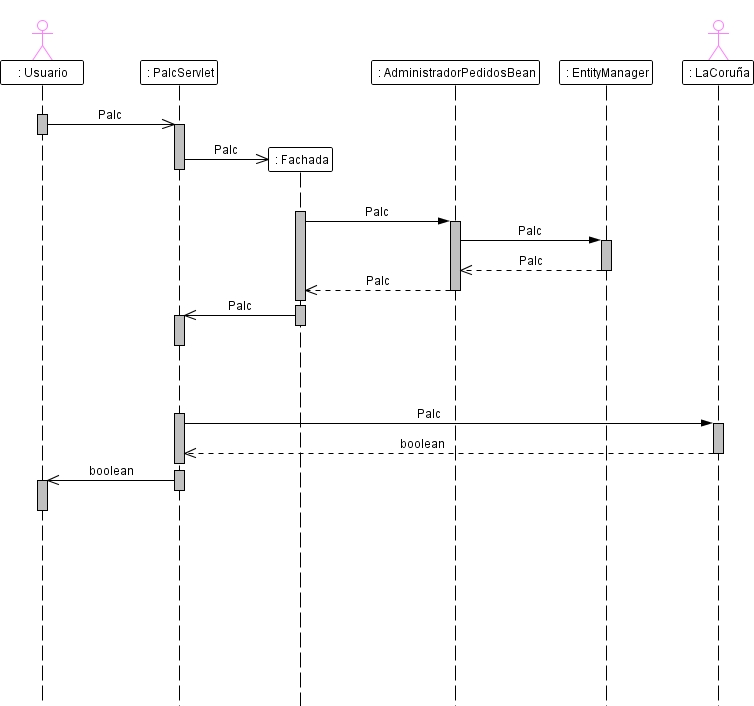 : Usuario
: PalcServlet
: AdministradorPedidosBean
: EntityManager
: LaCoruña
Palc
Palc
: Fachada
Palc
Palc
Palc
Palc
Palc
Palc
boolean
boolean